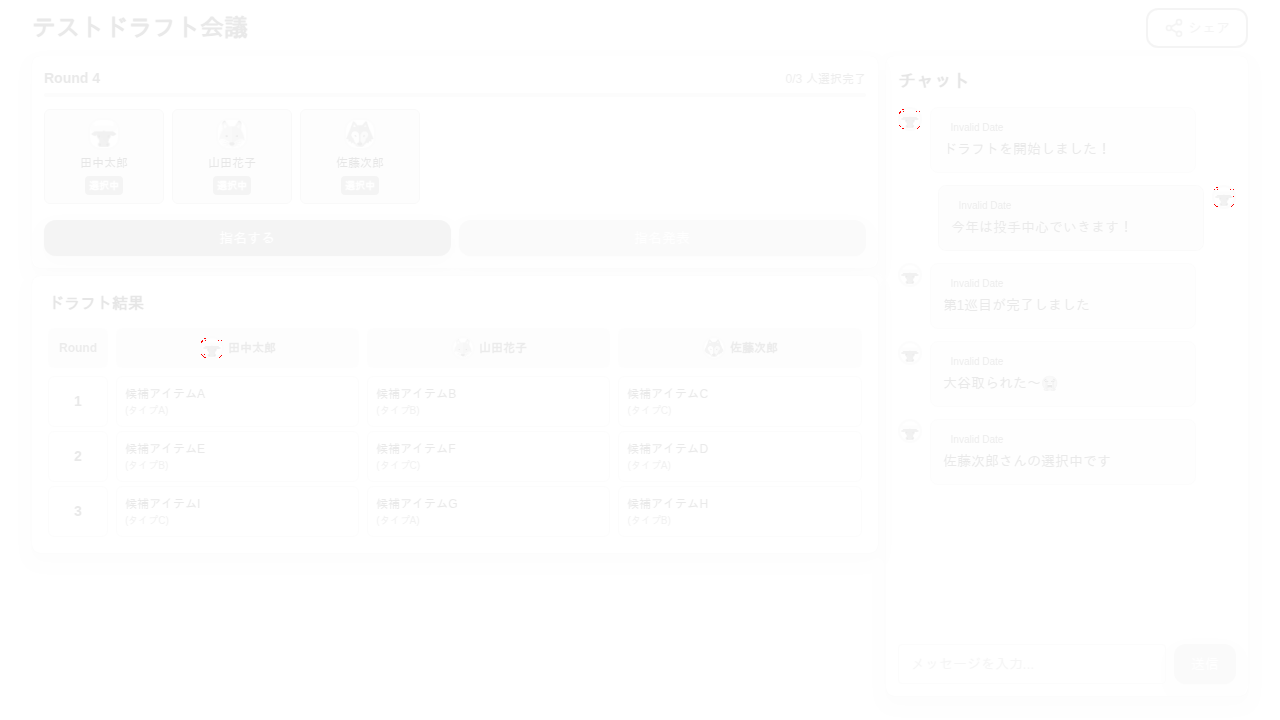 テストドラフト会議
シェア
Round 4
0/3 人選択完了
田中太郎
山田花子
佐藤次郎
選択中
選択中
選択中
指名する
ドラフト結果
Round
田中太郎
山田花子
佐藤次郎
1
候補アイテムA
(タイプA)
候補アイテムB
(タイプB)
候補アイテムC
(タイプC)
2
候補アイテムE
(タイプB)
候補アイテムF
(タイプC)
候補アイテムD
(タイプA)
3
候補アイテムI
(タイプC)
候補アイテムG
(タイプA)
候補アイテムH
(タイプB)
チャット
Invalid Date
ドラフトを開始しました！
Invalid Date
今年は投手中心でいきます！
Invalid Date
第1巡目が完了しました
Invalid Date
大谷取られた〜😭
Invalid Date
佐藤次郎さんの選択中です
メッセージを入力...
送信